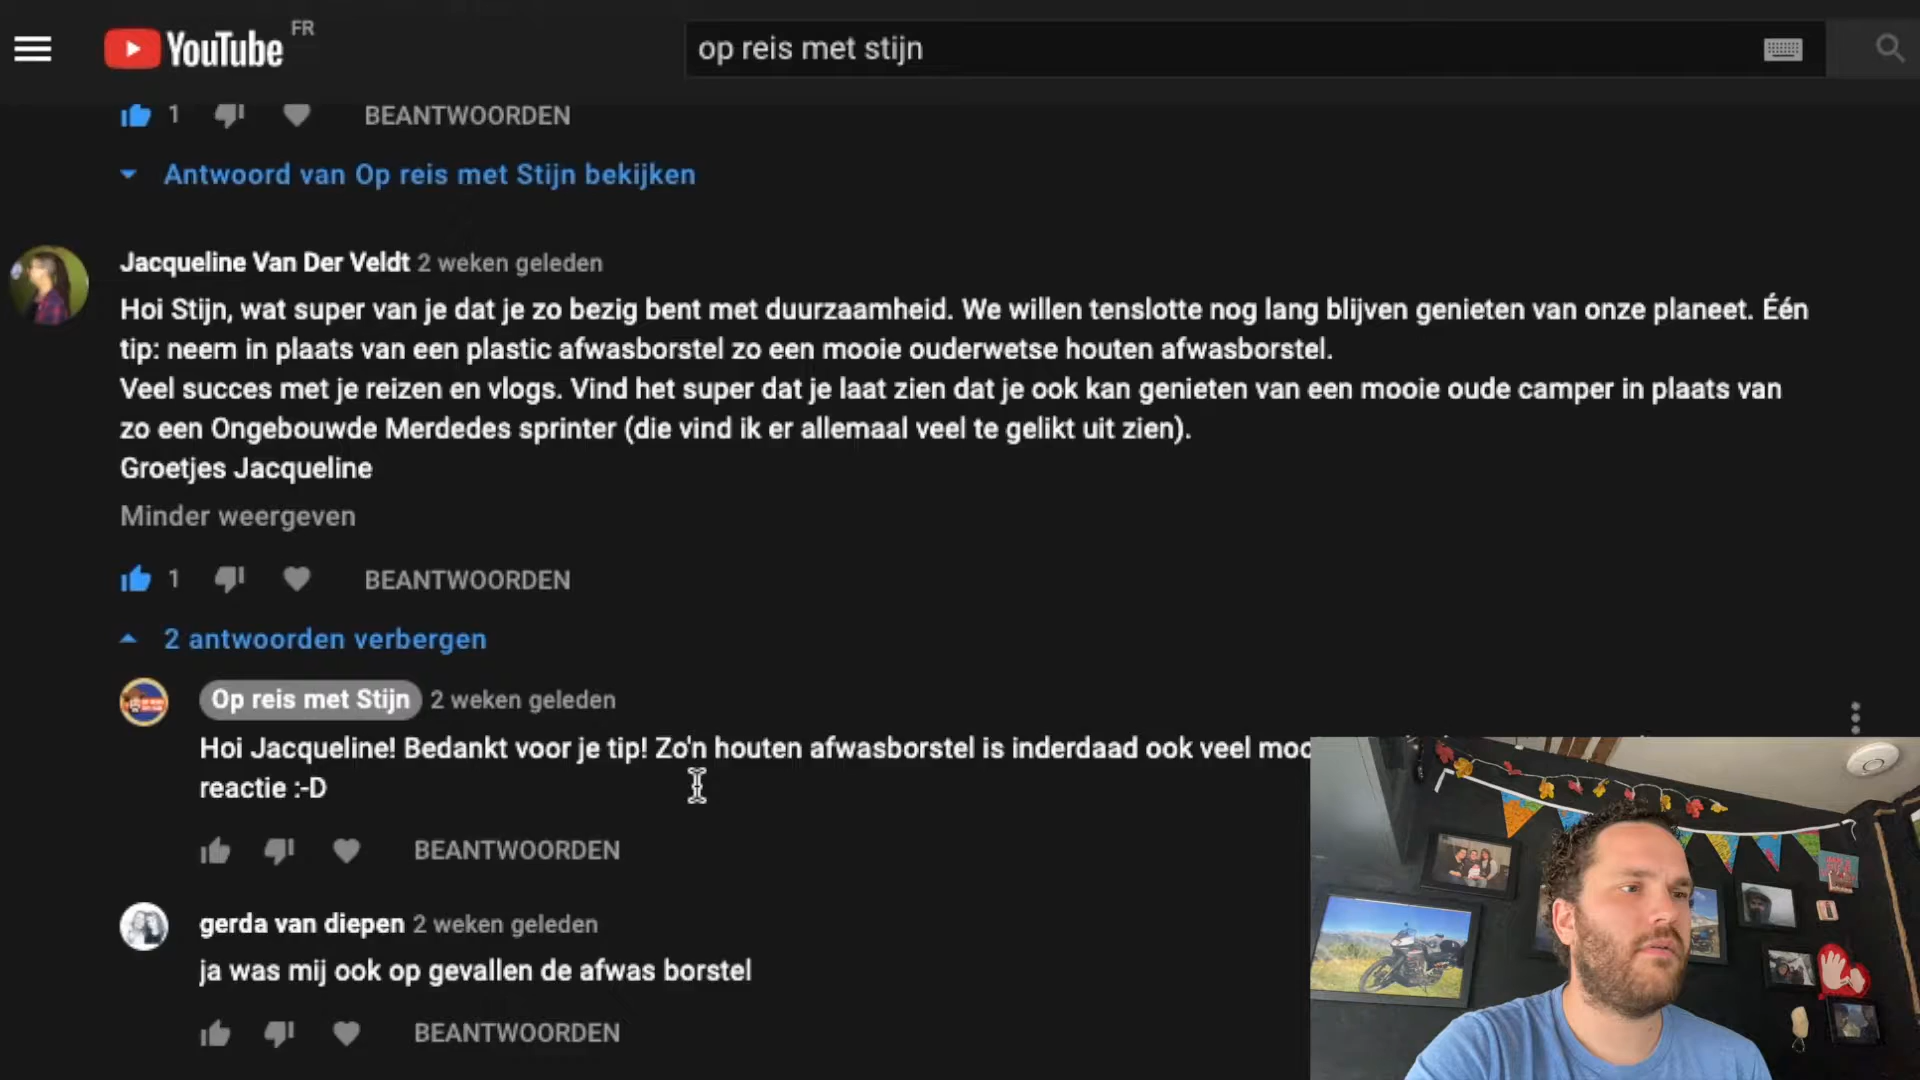 YouTube FR
op reis met stijn
1 BEANTWOORDEN
Antwoord van Op reis met Stijn bekijken
Jacqueline Van Der Veldt 2 weken geleden
Hoi Stijn, wat super van je dat je zo bezig bent met duurzaamheid. We willen tenslotte nog lang blijven genieten van onze planeet. Één
tip: neem in plaats van een plastic afwasborstel zo een mooie ouderwetse houten afwasborstel.
Veel succes met je reizen en vlogs. Vind het super dat je laat zien dat je ook kan genieten van een mooie oude camper in plaats van
zo een Ongebouwde Merdedes sprinter (die vind ik er allemaal veel te gelikt uit zien).
Groetjes Jacqueline
Minder weergeven
1 BEANTWOORDEN
2 antwoorden verbergen
Op reis met Stijn 2 weken geleden
Hoi Jacqueline! Bedankt voor je tip! Zo'n houten afwasborstel is inderdaad ook veel
reactie :-D
BEANTWOORDEN
gerda van diepen 2 weken geleden
ja was mij ook op gevallen de afwas borstel
BEANTWOORDEN